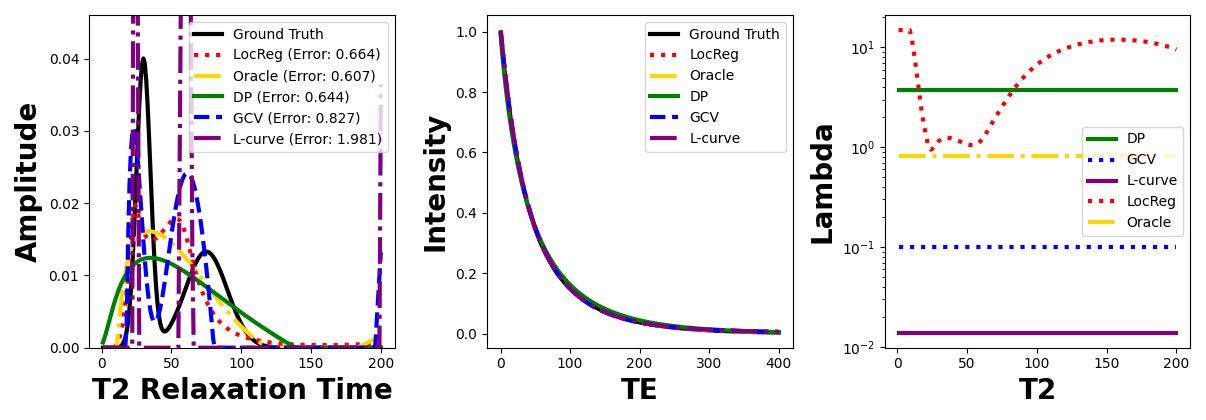 Amplitude
0.04
0.03
0.02
0.01
0.00
0
50
100
150
200
T2 Relaxation Time
Ground Truth
LocReg (Error: 0.664)
Oracle (Error: 0.607)
DP (Error: 0.644)
GCV (Error: 0.827)
L-curve (Error: 1.981)
Intensity
1.0
0.8
0.6
0.4
0.2
0.0
0
100
200
300
400
TE
Ground Truth
LocReg
Oracle
DP
GCV
L-curve
Lambda
10¹
10⁰
10⁻¹
10⁻²
0
50
100
150
200
T2
DP
GCV
L-curve
LocReg
Oracle